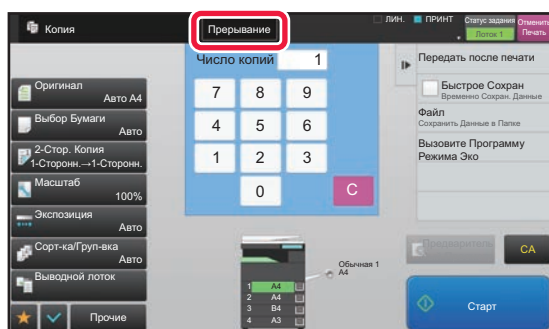 Копия
Прерывание
ЛИН.
ПРИНТ
Статус задания
Лоток 1
Отменить
Печать
Число копий
1
7 8 9
4 5 6
1 2 3
0 C
Оригинал
Авто A4
Выбор Бумаги
Авто
2-Стор. Копия
1-Сторонн.→1-Сторонн.
Масштаб
100%
Экспозиция
Авто
Сорт-ка/Груп-вка
Авто
Выводной лоток
Прочие
Обычная 1
A4
1 A4
2 A4
3 B4
4 A3
Передать после печати
Быстрое Сохран
Временно Сохран. Данные
Файл
Сохранить Данные в Папке
Вызовите Программу
Режима Эко
CA
Старт